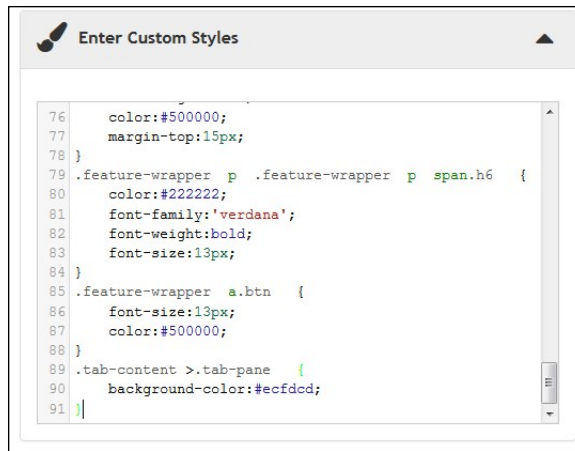 Enter Custom Styles
76 color:#500000;
77 margin-top:15px;
78 }
79 .feature-wrapper p .feature-wrapper p span.h6 {
80 color:#222222;
81 font-family:'verdana';
82 font-weight:bold;
83 font-size:13px;
84 }
85 .feature-wrapper a.btn {
86 font-size:13px;
87 color:#500000;
88 }
89 .tab-content >.tab-pane {
90 background-color:#ecfdcd;
91 }